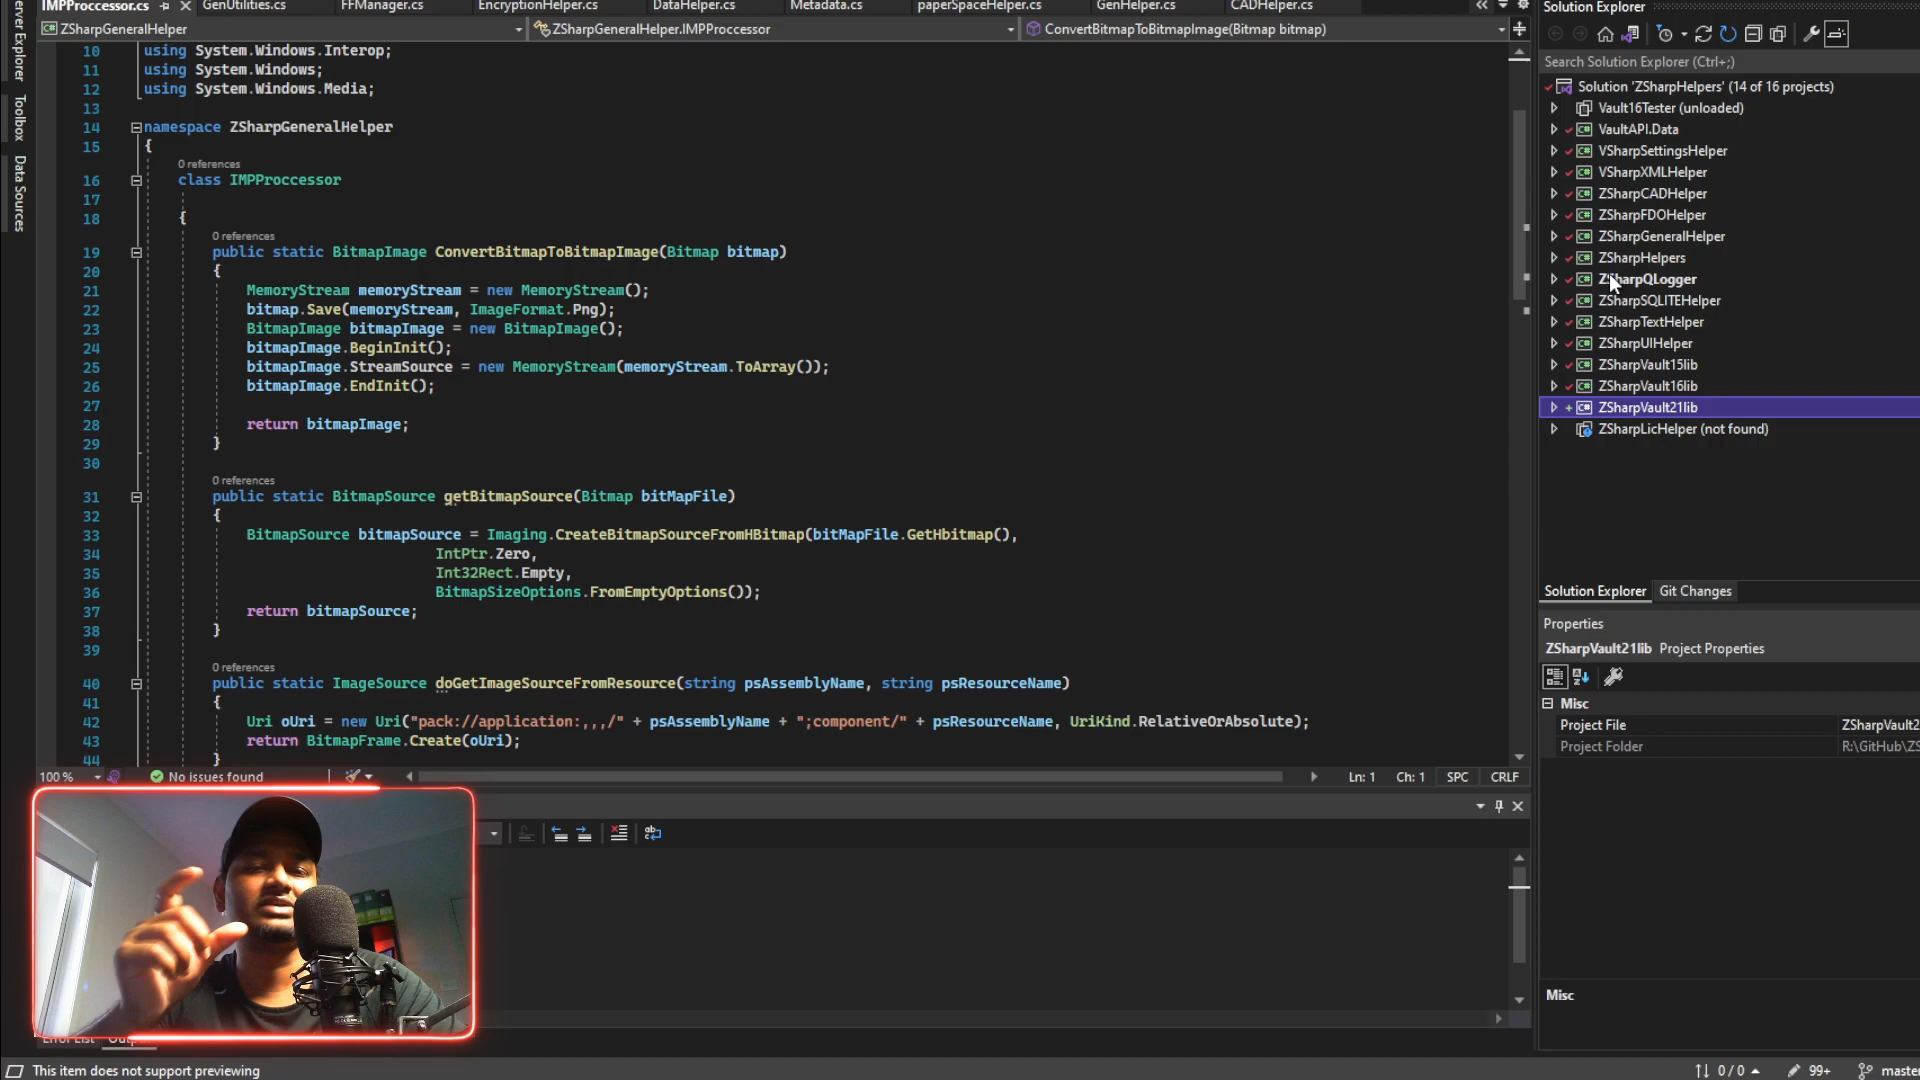 IMPProccessor.cs
GenUtilities.cs
FFManager.cs
EncryptionHelper.cs
DataHelper.cs
Metadata.cs
paperSpaceHelper.cs
GenHelper.cs
CADHelper.cs
ZSharpGeneralHelper
ZSharpGeneralHelper.IMPProccessor
ConvertBitmapToBitmapImage(Bitmap bitmap)
Server Explorer
Toolbox
Data Sources
10 using System.Windows.Interop;
11 using System.Windows;
12 using System.Windows.Media;
13
14 namespace ZSharpGeneralHelper
15 {
0 references
16 class IMPProccessor
17
18 {
0 references
19 public static BitmapImage ConvertBitmapToBitmapImage(Bitmap bitmap)
20 {
21 MemoryStream memoryStream = new MemoryStream();
22 bitmap.Save(memoryStream, ImageFormat.Png);
23 BitmapImage bitmapImage = new BitmapImage();
24 bitmapImage.BeginInit();
25 bitmapImage.StreamSource = new MemoryStream(memoryStream.ToArray());
26 bitmapImage.EndInit();
27
28 return bitmapImage;
29 }
30
0 references
31 public static BitmapSource getBitmapSource(Bitmap bitMapFile)
32 {
33 BitmapSource bitmapSource = Imaging.CreateBitmapSourceFromHBitmap(bitMapFile.GetHbitmap(),
34 IntPtr.Zero,
35 Int32Rect.Empty,
36 BitmapSizeOptions.FromEmptyOptions());
37 return bitmapSource;
38 }
39
0 references
40 public static ImageSource doGetImageSourceFromResource(string psAssemblyName, string psResourceName)
41 {
42 Uri oUri = new Uri("pack://application:,,,/" + psAssemblyName + ";component/" + psResourceName, UriKind.RelativeOrAbsolute);
43 return BitmapFrame.Create(oUri);
44 }
100 %
No issues found
Ln: 1
Ch: 1
SPC
CRLF
Error List
This item does not support previewing
Solution Explorer
Search Solution Explorer (Ctrl+;)
Solution 'ZSharpHelpers' (14 of 16 projects)
Vault16Tester (unloaded)
VaultAPI.Data
VSharpSettingsHelper
VSharpXMLHelper
ZSharpCADHelper
ZSharpFDOHelper
ZSharpGeneralHelper
ZSharpHelpers
ZSharpQLogger
ZSharpSQLITEHelper
ZSharpTextHelper
ZSharpUIHelper
ZSharpVault15lib
ZSharpVault16lib
ZSharpVault21lib
ZSharpLicHelper (not found)
Solution Explorer
Git Changes
Properties
ZSharpVault21lib Project Properties
Misc
Project File ZSharpVault2
Project Folder R:\GitHub\ZS
Misc
0 / 0
99+
master